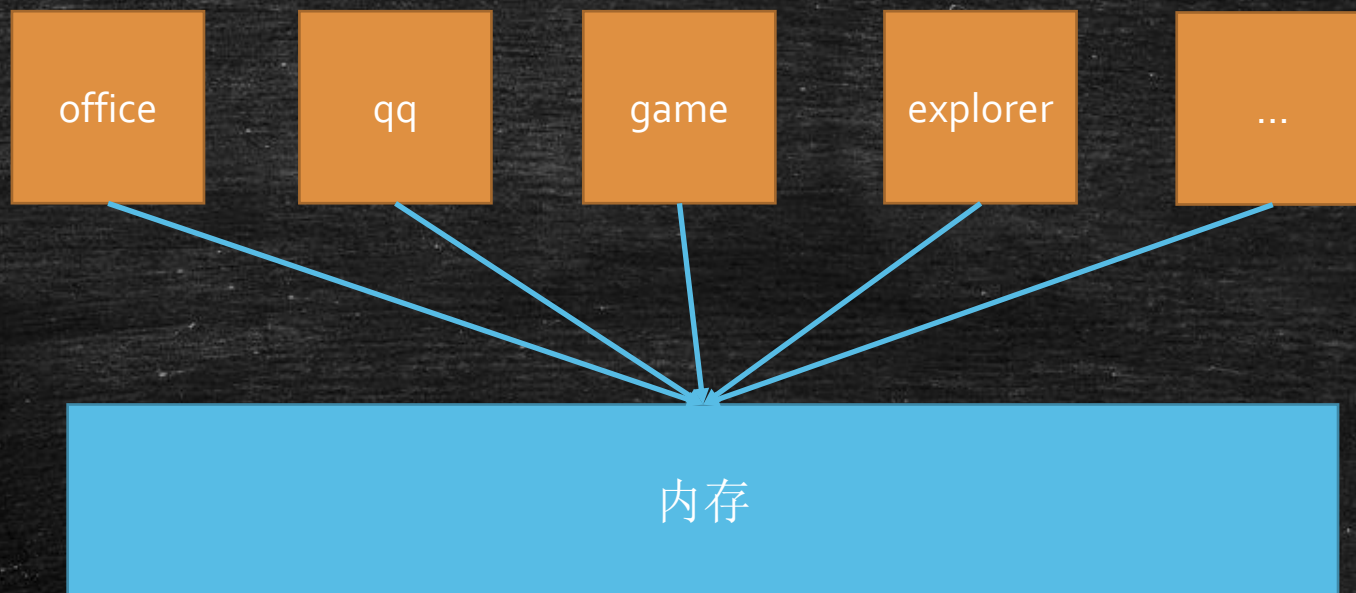 office
qq
game
explorer
...
内存